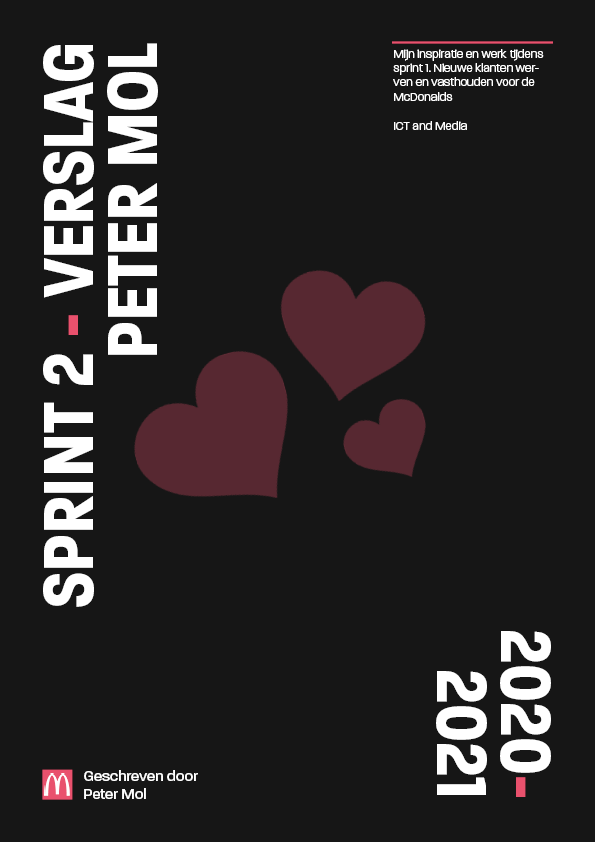 SPRINT 2 - VERSLAG
PETER MOL
Mijn inspiratie en werk tijdens
sprint 1. Nieuwe klanten wer-
ven en vasthouden voor de
McDonalds
ICT and Media
2020-
2021
Geschreven door
Peter Mol